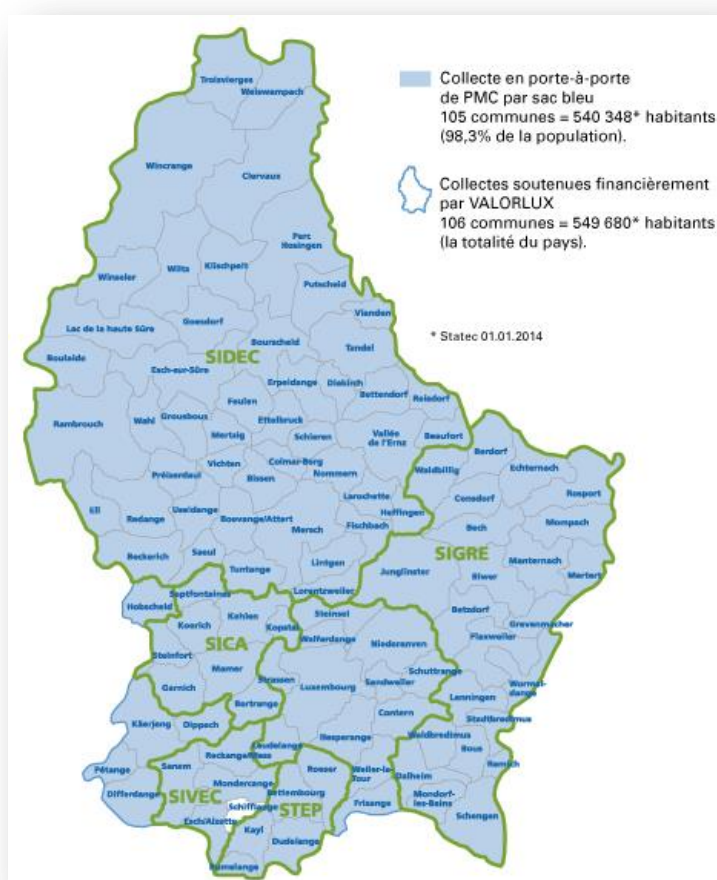 Collecte en porte-à-porte
de PMC par sac bleu
105 communes = 540 348* habitants
(98,3% de la population).
Collectes soutenues financièrement
par VALORLUX
106 communes = 549 680* habitants
(la totalité du pays).
* Statec 01.01.2014
Troisvierges
Weiswampach
Wincrange
Clervaux
Parc
Hosingen
Wiltz
Kiischpelt
Winseler
Putscheid
Vianden
Goesdorf
Lac de la haute Sûre
Bourscheid
Tandel
SIDEC
Boulaide
Esch-sur-Sûre
Erpeldange
Diekirch
Bettendorf
Reisdorf
Feulen
Rambrouch
Wahl
Grousbous
Ettelbruck
Mertzig
Schieren
Vallée
de l'Ernz
Beaufort
Berdorf
Vichten
Colmar-Berg
Nommern
Waldbillig
Echternach
Préizerdaul
Bissen
Rosport
Larochette
Consdorf
Ell
Redange
Useldange
Boevange/Attert
Heffingen
Mompach
Mersch
Fischbach
Bech
Beckerich
Saeul
Lintgen
SIGRE
Manternach
Junglinster
Biwer
Mertert
Tuntange
Lorentzweiler
Septfontaines
Hobscheid
Steinsel
Betzdorf
Kehlen
Koerich
Kopstal
Grevenmacher
Walferdange
Niederanven
Flaxweiler
SICA
Steinfort
Mamer
Schuttrange
Strassen
Sandweiler
Luxembourg
Wormel-
dange
Garnich
Lenningen
Bertrange
Contern
Stadtbredimus
Käerjeng
Dippach
Waldbredimus
Hesperange
Leudelange
Bous
Reckange/Mess
Remich
Roeser
Weiler-la-
Tour
Pétange
Sanem
Dalheim
Mondercange
Differdange
SIVEC
Bettembourg
Mondorf-
les-Bains
Schifflange
STEP
Frisange
Schengen
Esch/Alzette
Kayl
Dudelange
Rumelange